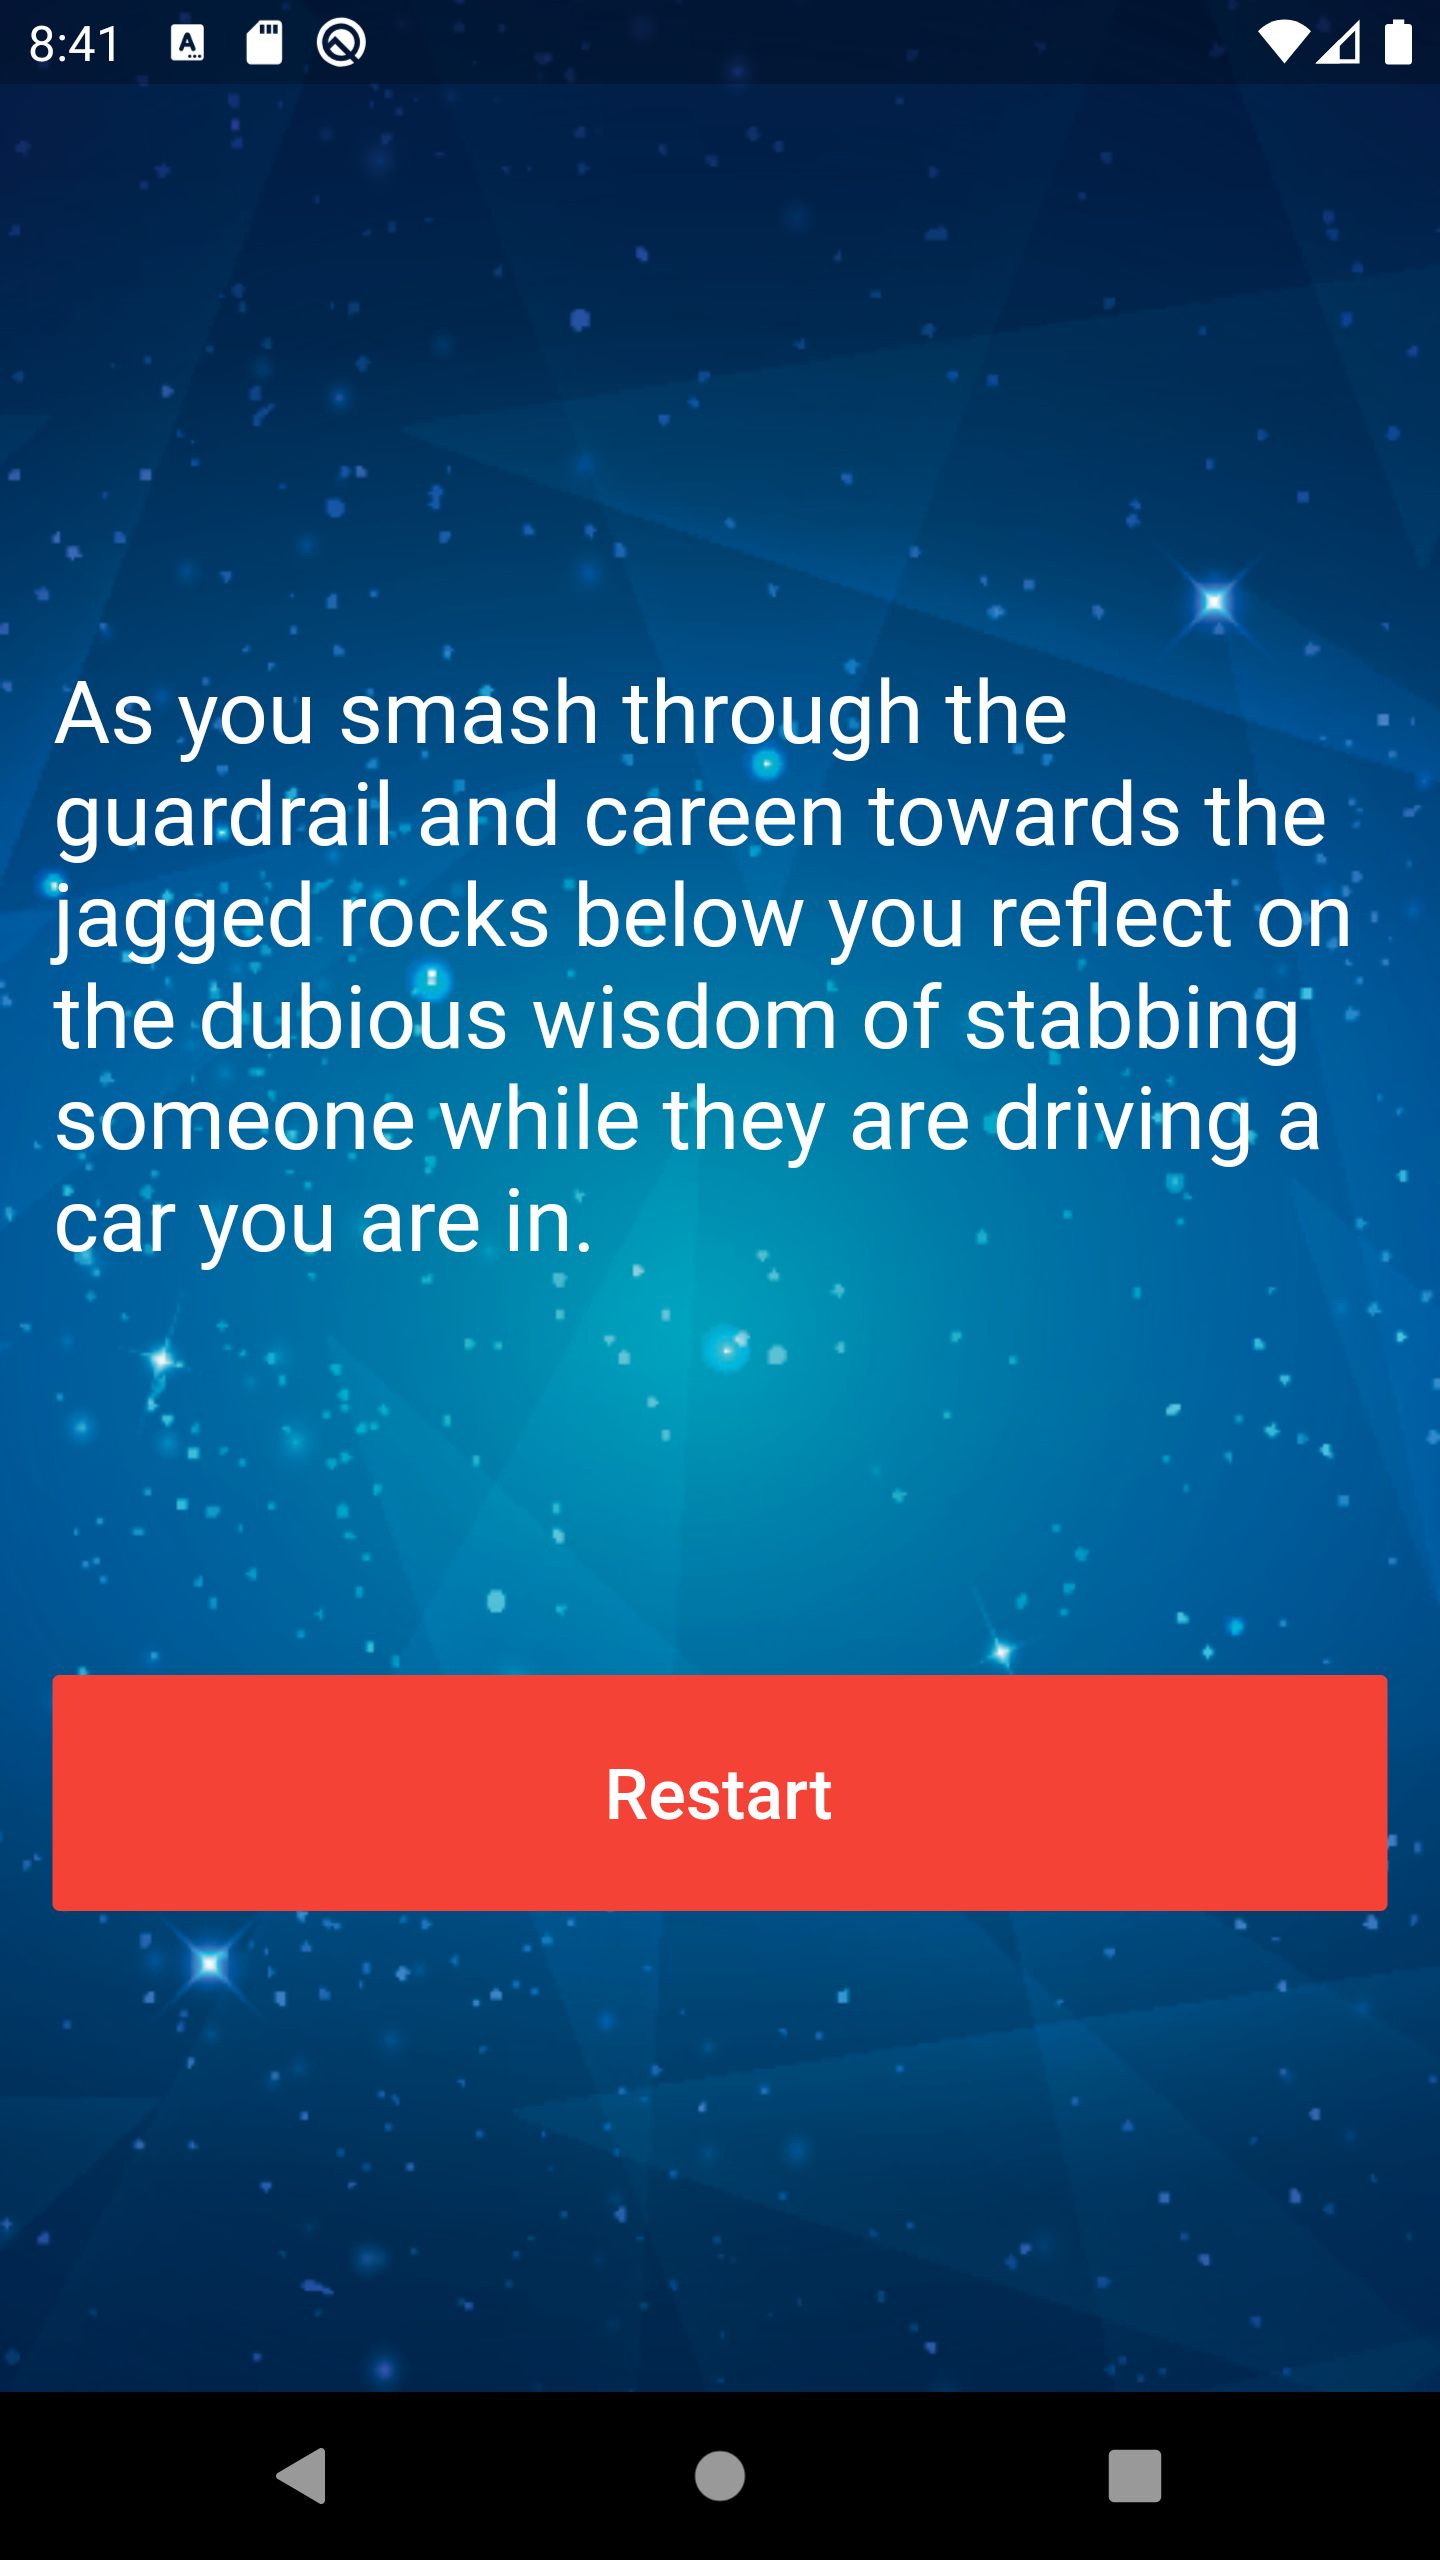 8:41
As you smash through the
guardrail and careen towards the
jagged rocks below you reflect on
the dubious wisdom of stabbing
someone while they are driving a
car you are in.
Restart